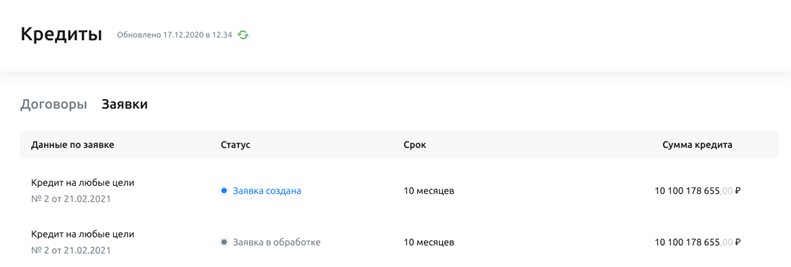 Кредиты Обновлено 17.12.2020 в 12.34
Договоры Заявки
Данные по заявке Статус Срок Сумма кредита
Кредит на любые цели
№ 2 от 21.02.2021
Заявка создана 10 месяцев 10 100 178 655,00 ₽
Кредит на любые цели
№ 2 от 21.02.2021
Заявка в обработке 10 месяцев 10 100 178 655,00 ₽